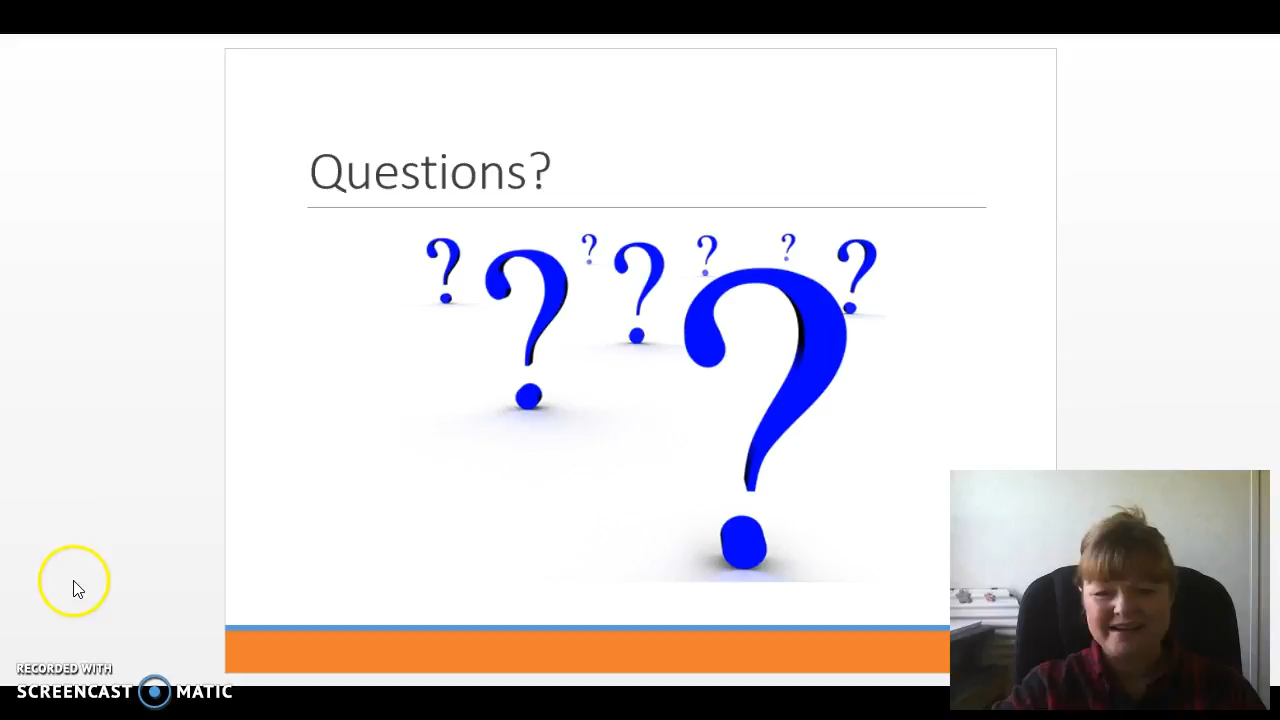 Questions?
? ? ? ? ? ? ?
?
RECORDED WITH
SCREENCAST MATIC